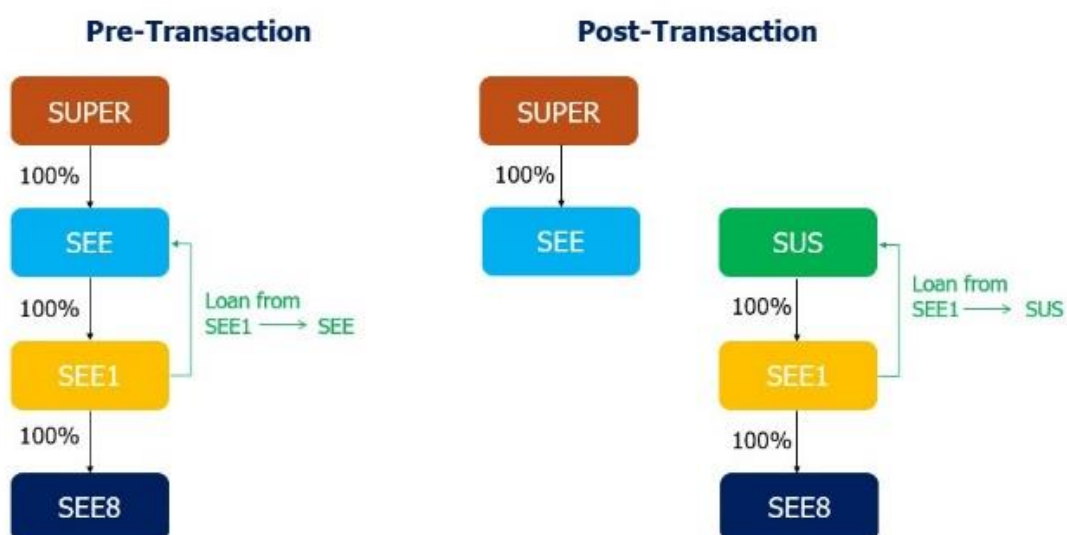 Pre-Transaction
SUPER
100%
SEE
100%
Loan from
SEE1 ⟶ SEE
SEE1
100%
SEE8
Post-Transaction
SUPER
100%
SEE
SUS
100%
Loan from
SEE1 ⟶ SUS
SEE1
100%
SEE8